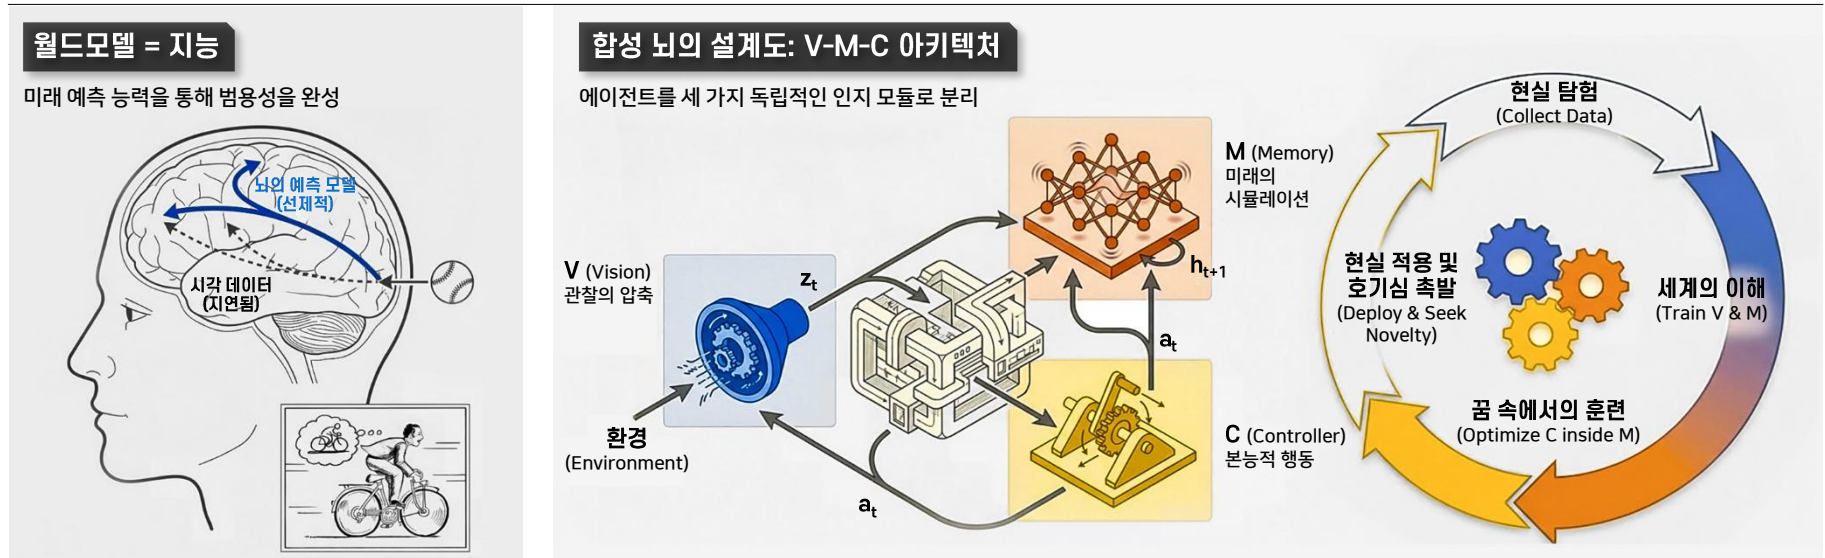 월드모델 = 지능
미래 예측 능력을 통해 범용성을 완성
뇌의 예측 모델
(선제적)
시각 데이터
(지연됨)
합성 뇌의 설계도: V-M-C 아키텍처
에이전트를 세 가지 독립적인 인지 모듈로 분리
V (Vision)
관찰의 압축
환경
(Environment)
zt
at
M (Memory)
미래의
시뮬레이션
ht+1
at
C (Controller)
본능적 행동
현실 탐험
(Collect Data)
세계의 이해
(Train V & M)
꿈 속에서의 훈련
(Optimize C inside M)
현실 적용 및
호기심 촉발
(Deploy & Seek
Novelty)